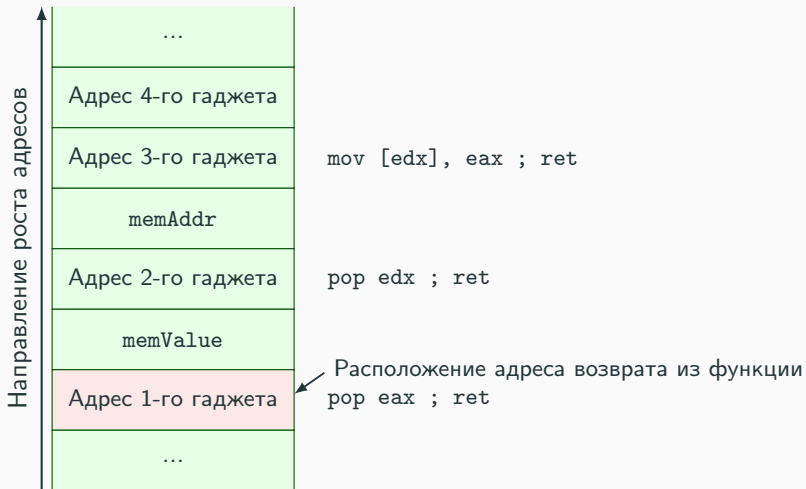 Направление роста адресов
...
Адрес 4-го гаджета
Адрес 3-го гаджета mov [edx], eax ; ret
memAddr
Адрес 2-го гаджета pop edx ; ret
memValue
Расположение адреса возврата из функции
Адрес 1-го гаджета pop eax ; ret
...